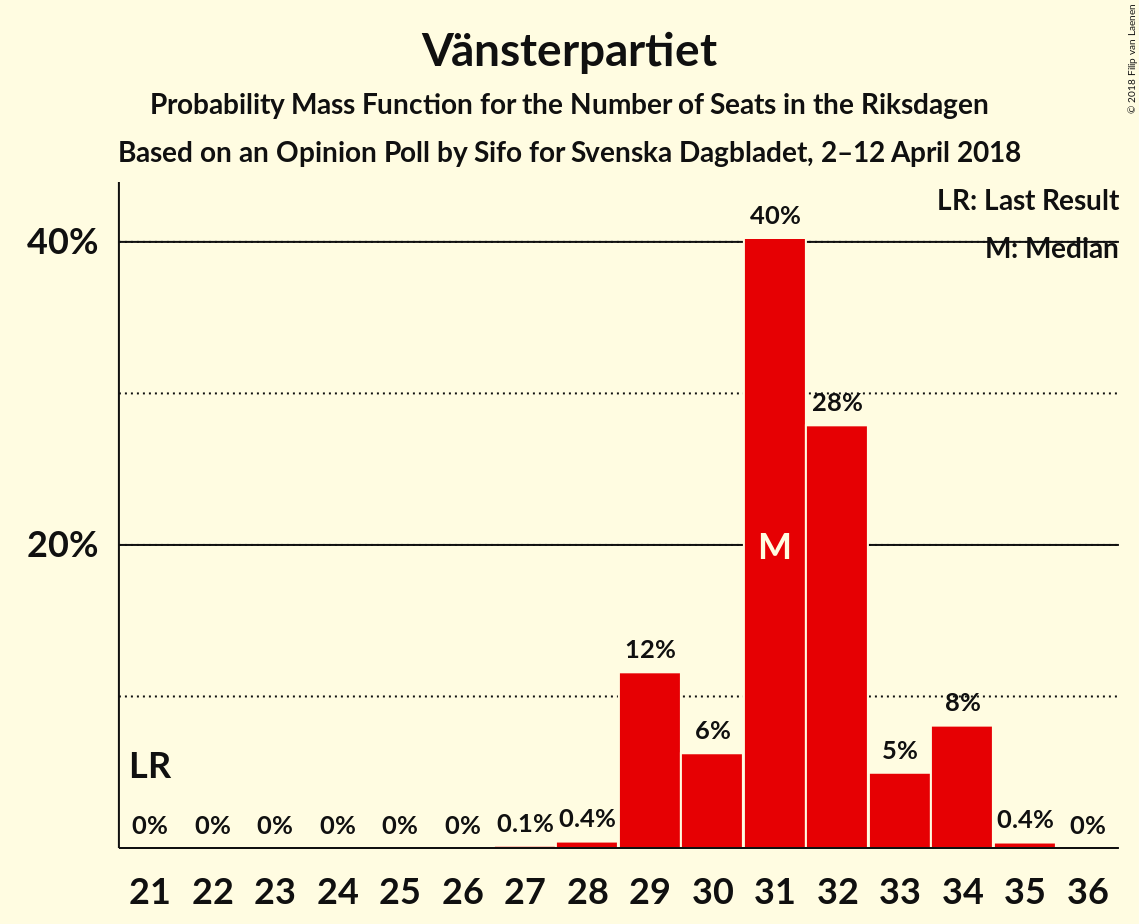 Vänsterpartiet
Probability Mass Function for the Number of Seats in the Riksdagen
Based on an Opinion Poll by Sifo for Svenska Dagbladet, 2–12 April 2018
© 2018 Filip van Laenen
LR: Last Result
M: Median
40%
20%
40%
28%
M
12%
6%
5%
8%
LR
0% 0% 0% 0% 0% 0% 0.1% 0.4% 0.4% 0%
21 22 23 24 25 26 27 28 29 30 31 32 33 34 35 36